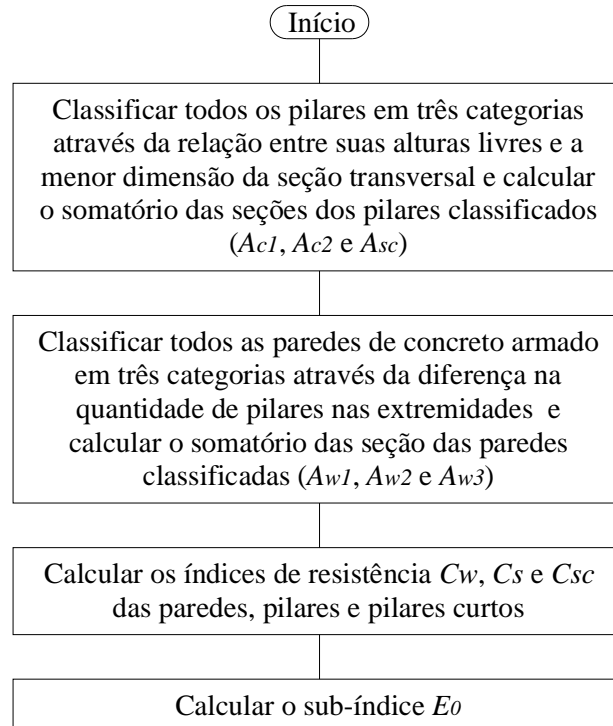 Início
Classificar todos os pilares em três categorias
através da relação entre suas alturas livres e a
menor dimensão da seção transversal e calcular
o somatório das seções dos pilares classificados
(Ac1, Ac2 e Asc)
Classificar todos as paredes de concreto armado
em três categorias através da diferença na
quantidade de pilares nas extremidades e
calcular o somatório das seção das paredes
classificadas (Aw1, Aw2 e Aw3)
Calcular os índices de resistência Cw, Cs e Csc
das paredes, pilares e pilares curtos
Calcular o sub-índice E0